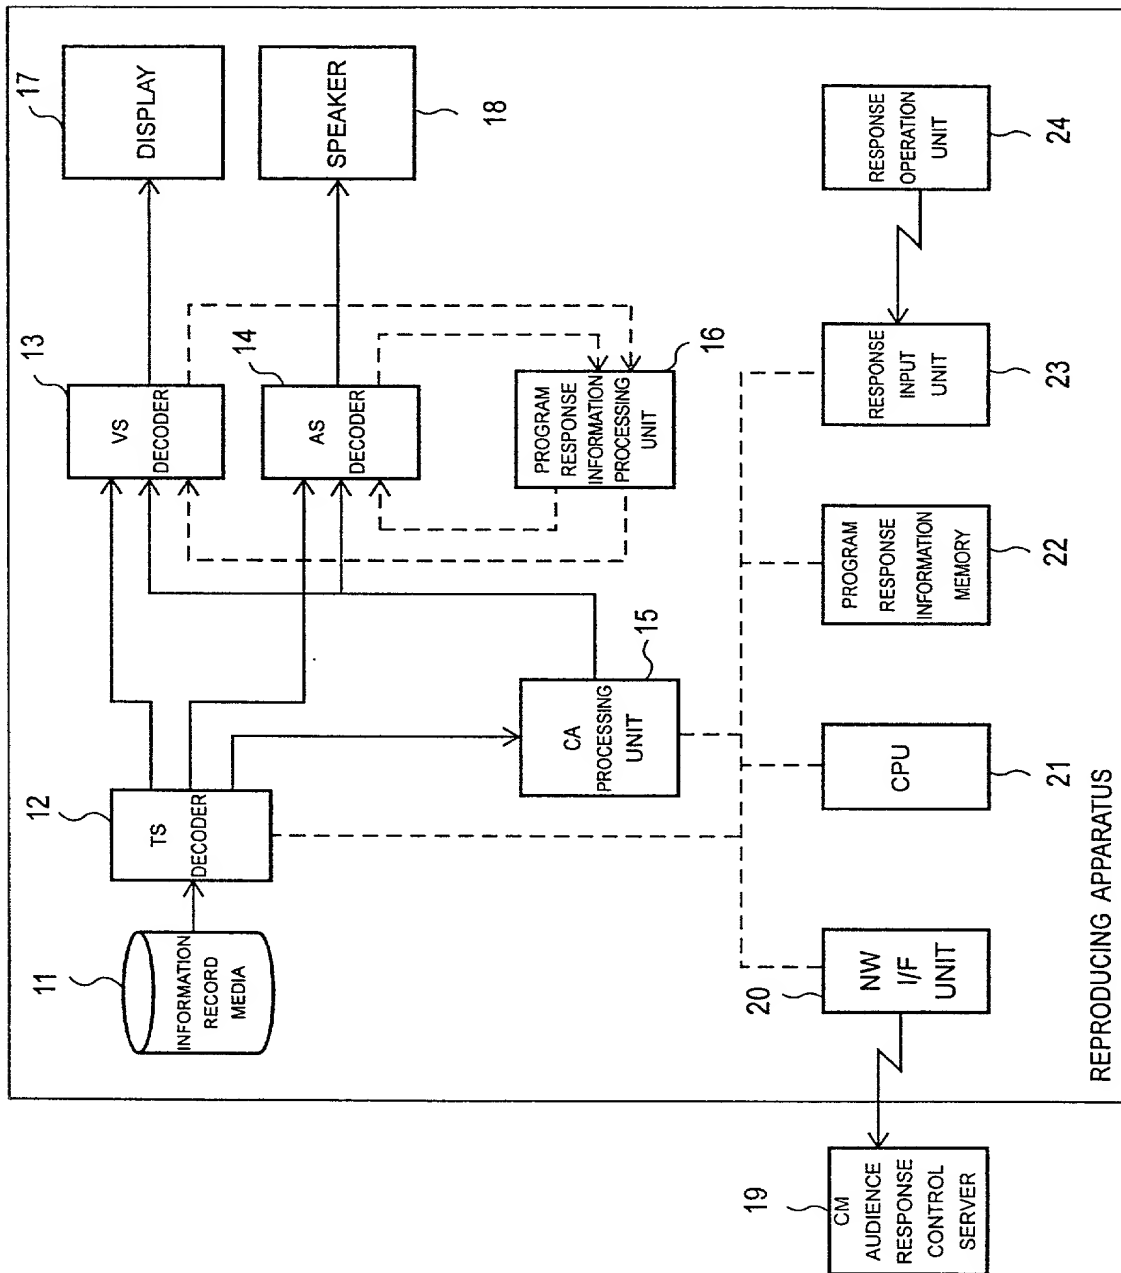 11
INFORMATION
RECORD
MEDIA
12
TS
DECODER
13
VS
DECODER
14
AS
DECODER
17
DISPLAY
SPEAKER
18
CA
PROCESSING
UNIT
15
PROGRAM
RESPONSE
INFORMATION
PROCESSING
UNIT
16
19
CM
AUDIENCE
RESPONSE
CONTROL
SERVER
20
NW
I/F
UNIT
CPU
21
PROGRAM
RESPONSE
INFORMATION
MEMORY
22
RESPONSE
INPUT
UNIT
23
RESPONSE
OPERATION
UNIT
24
REPRODUCING APPARATUS